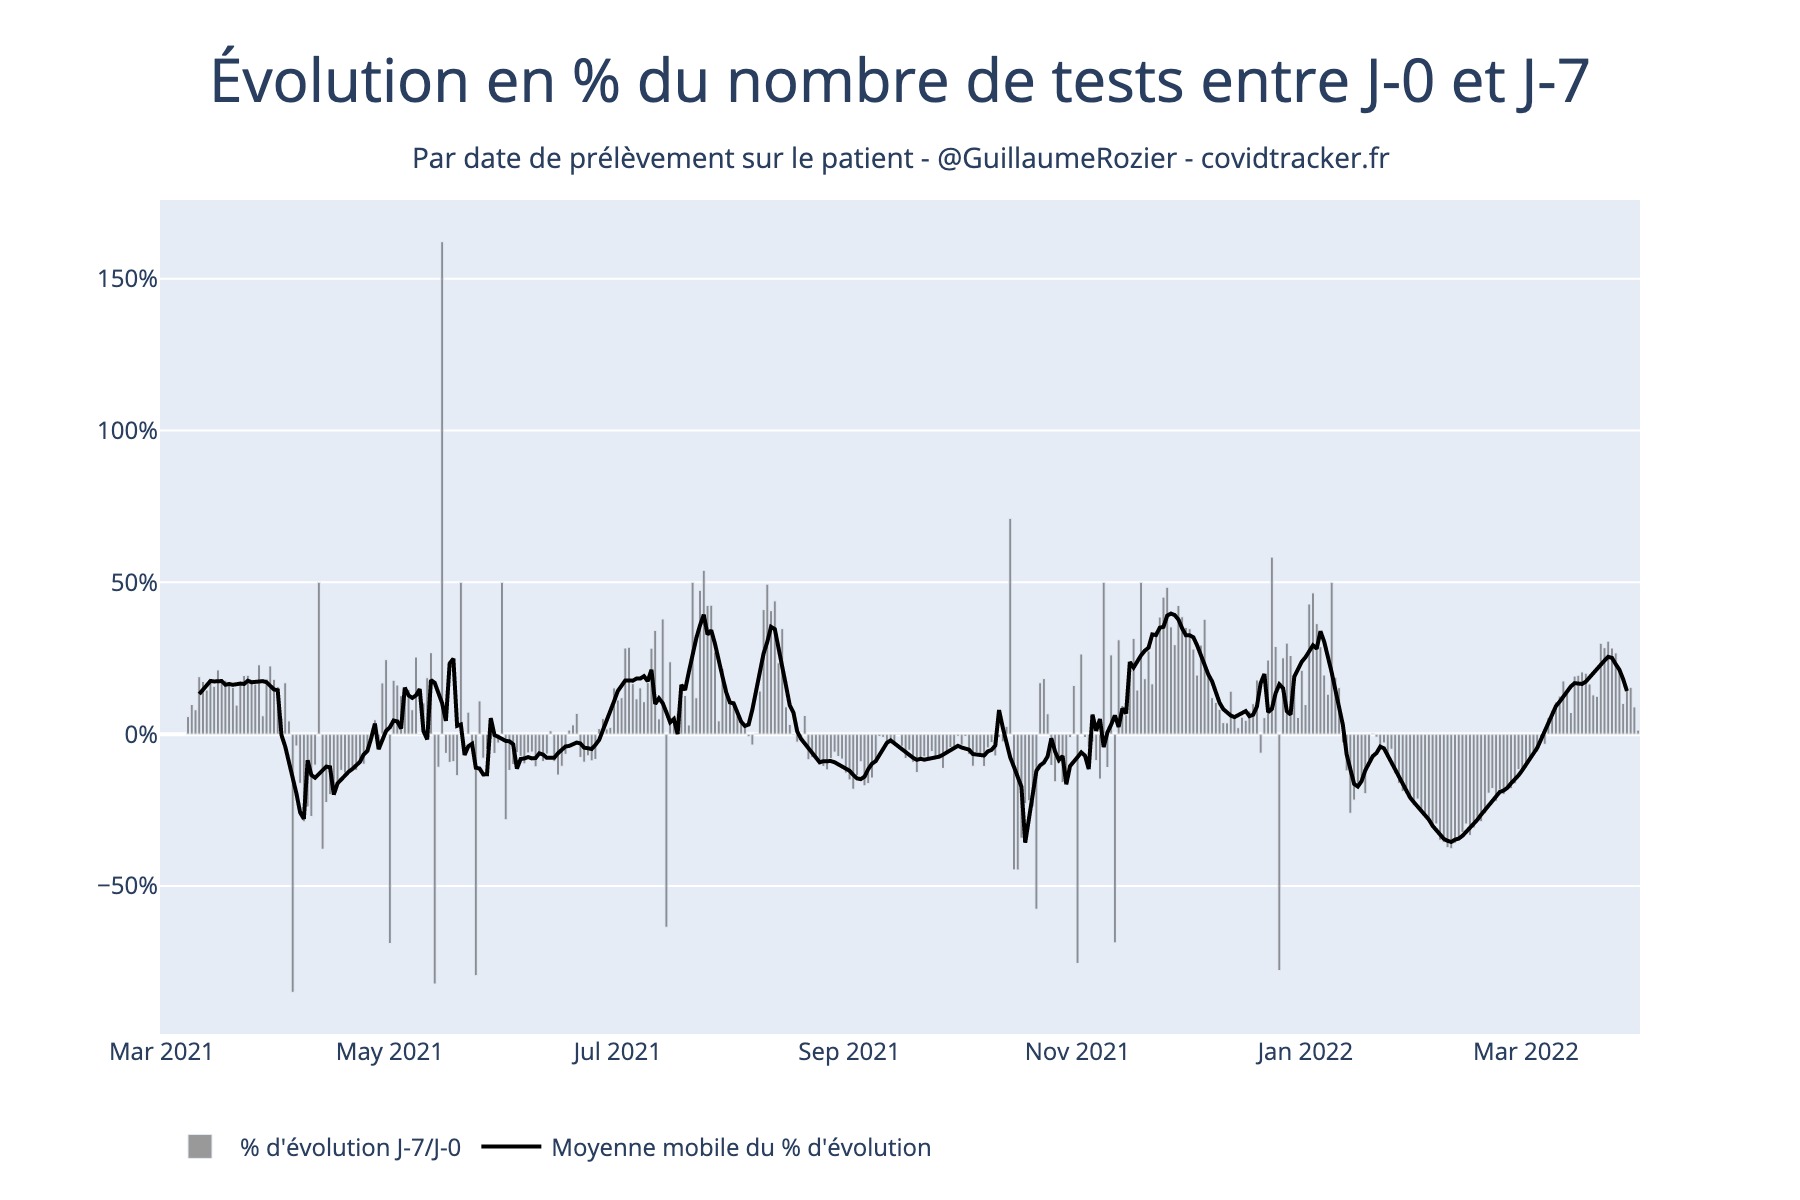 Évolution en % du nombre de tests entre J-0 et J-7
Par date de prélèvement sur le patient - @GuillaumeRozier - covidtracker.fr
150%
100%
50%
0%
−50%
Mar 2021 May 2021 Jul 2021 Sep 2021 Nov 2021 Jan 2022 Mar 2022
% d'évolution J-7/J-0 Moyenne mobile du % d'évolution